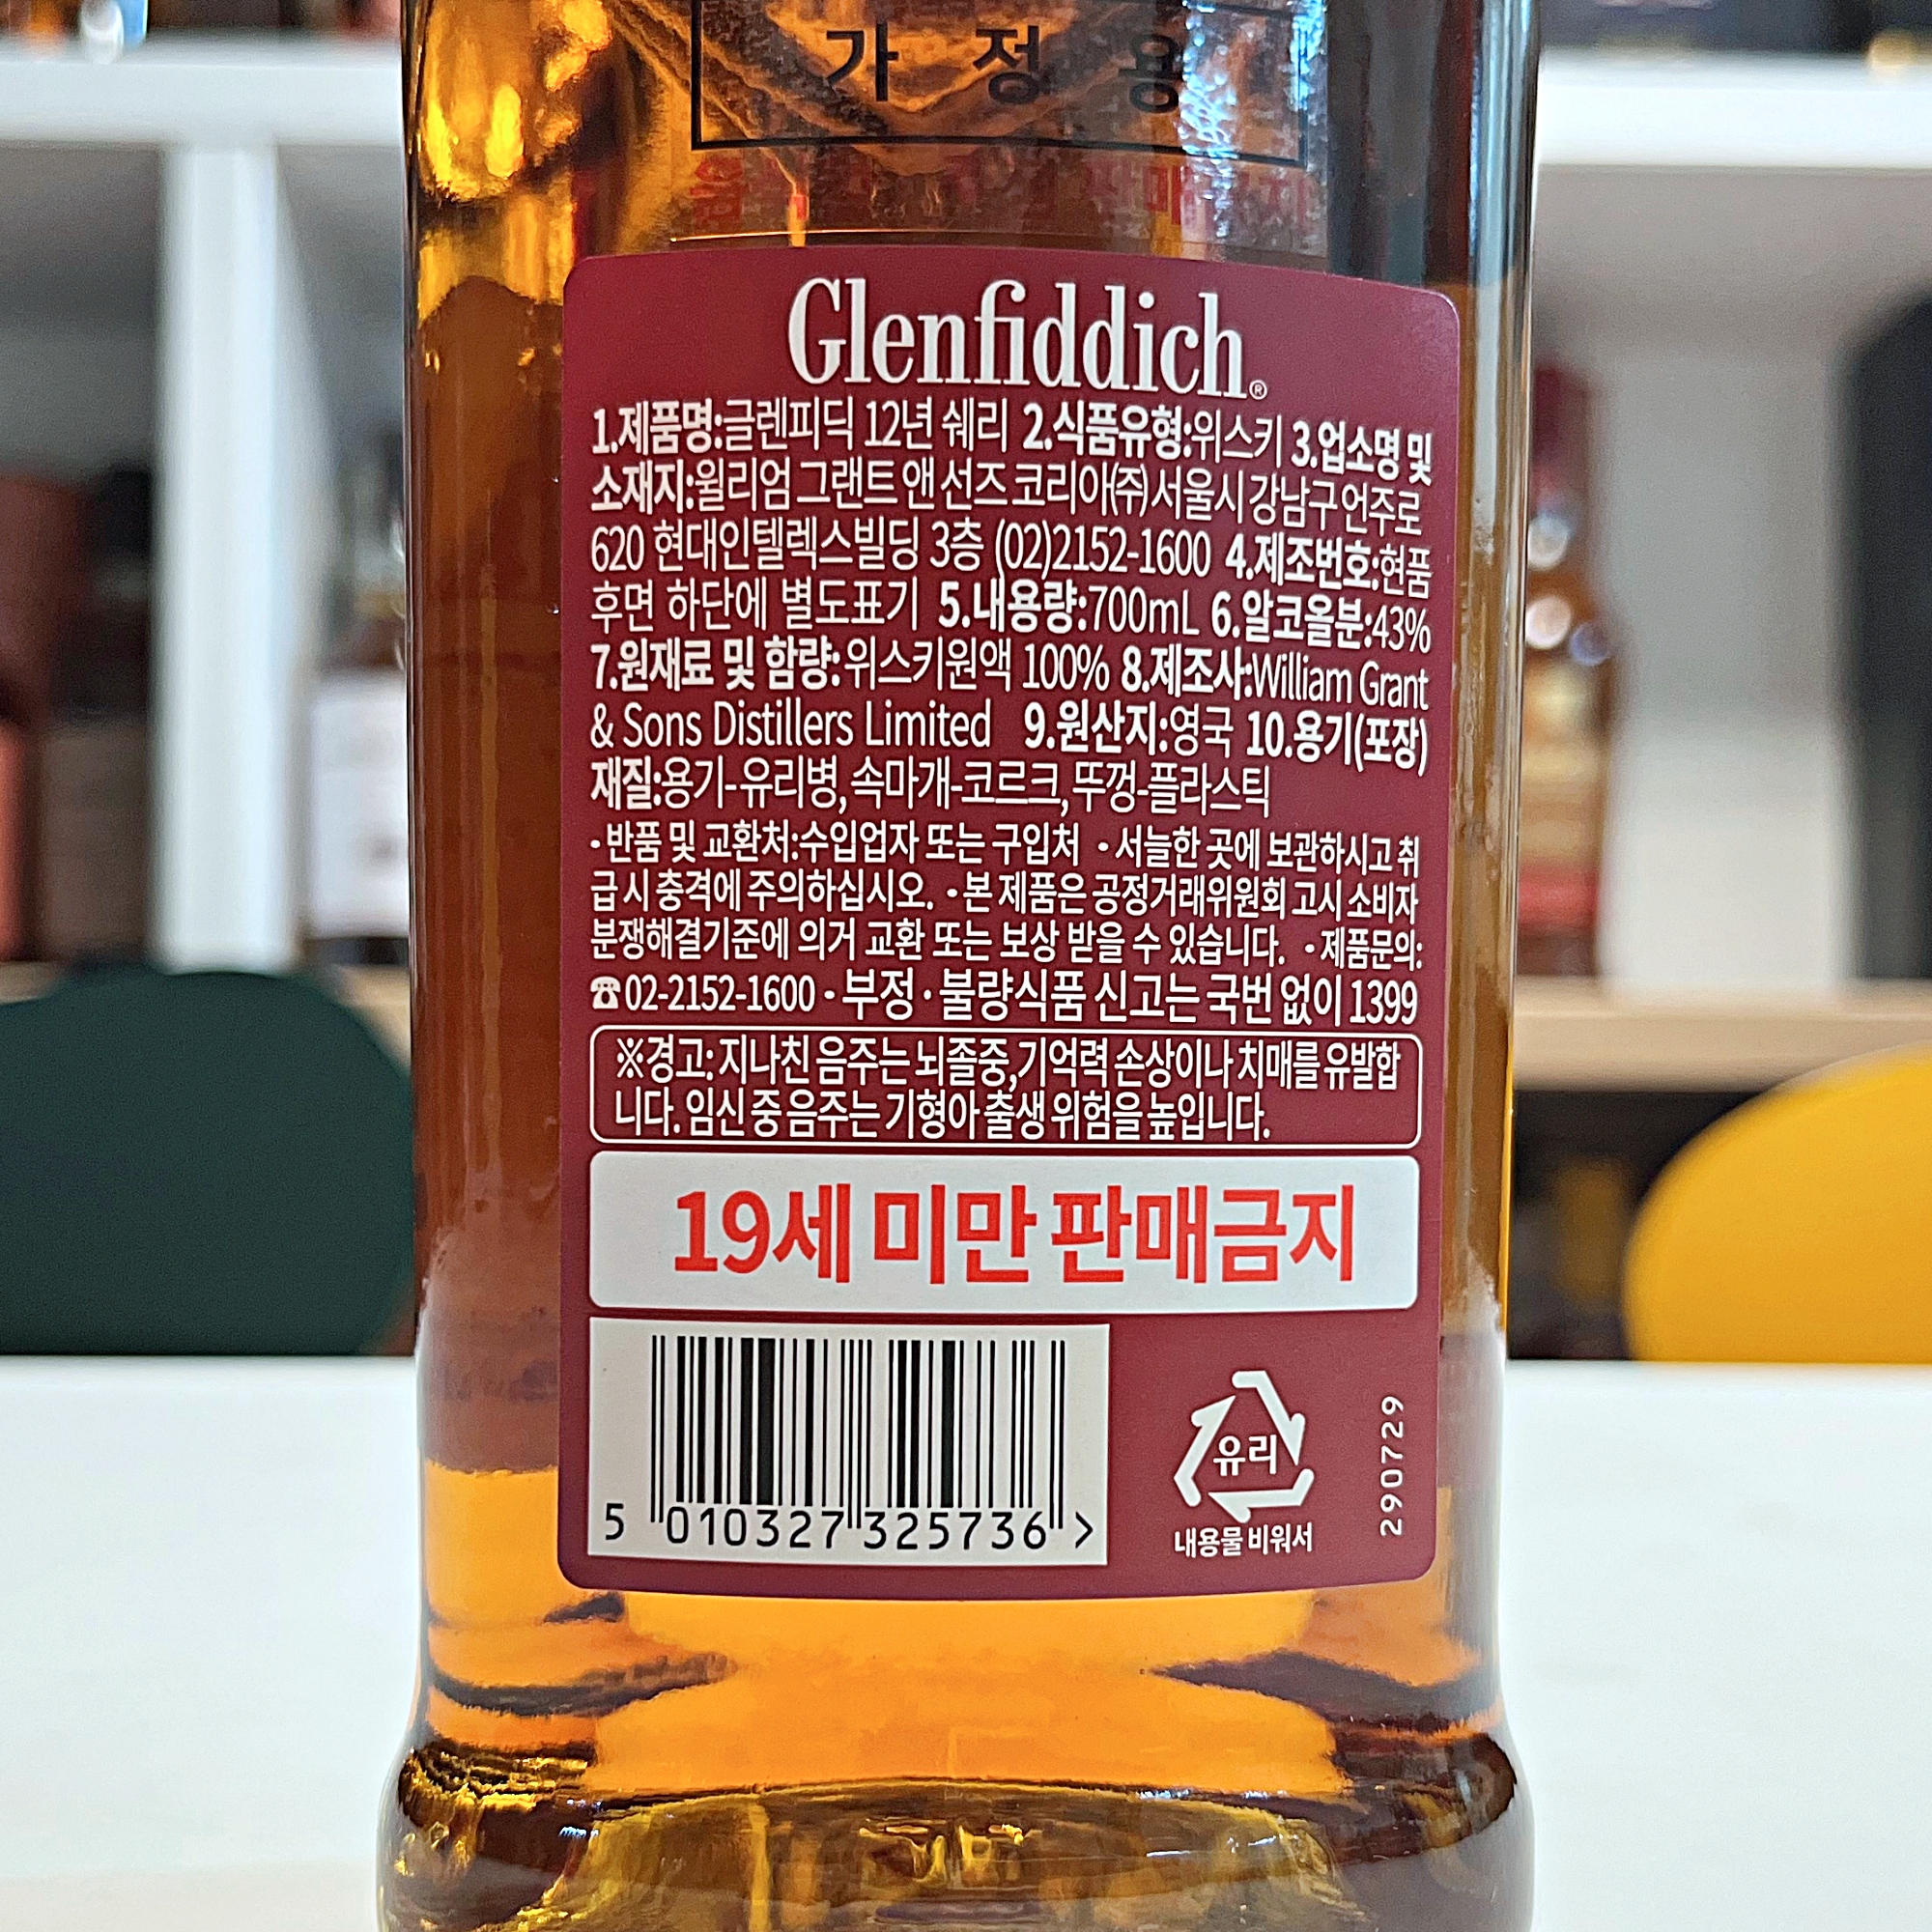 가 정 용
Glenfiddich®
1.제품명:글렌피딕 12년 쉐리 2.식품유형:위스키 3.업소명 및
소재지:윌리엄 그랜트 앤 선즈 코리아(주) 서울시 강남구 언주로
620 현대인텔렉스빌딩 3층 (02)2152-1600 4.제조번호:현품
후면 하단에 별도표기 5.내용량:700mL 6.알코올분:43%
7.원재료 및 함량:위스키원액 100% 8.제조사:William Grant
& Sons Distillers Limited 9.원산지:영국 10.용기(포장)
재질:용기-유리병, 속마개-코르크, 뚜껑-플라스틱
·반품 및 교환처:수입업자 또는 구입처 ·서늘한 곳에 보관하시고 취
급 시 충격에 주의하십시오. ·본 제품은 공정거래위원회 고시 소비자
분쟁해결기준에 의거 교환 또는 보상 받을 수 있습니다. ·제품문의:
☎02-2152-1600 ·부정·불량식품 신고는 국번 없이 1399
※경고: 지나친 음주는 뇌졸중, 기억력 손상이나 치매를 유발합
니다. 임신 중 음주는 기형아 출생 위험을 높입니다.
19세 미만 판매금지
5 010327 325736 >
유리
내용물 비워서
290729